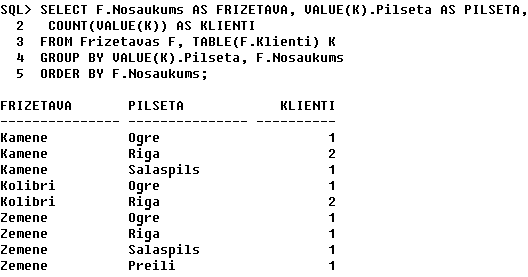 SQL> SELECT F.Nosaukums AS FRIZETAVA, VALUE(K).Pilseta AS PILSETA,
  2   COUNT(VALUE(K)) AS KLIENTI
  3  FROM Frizetavas F, TABLE(F.Klienti) K
  4  GROUP BY VALUE(K).Pilseta, F.Nosaukums
  5  ORDER BY F.Nosaukums;
FRIZETAVA       PILSETA            KLIENTI
--------------- --------------- ----------
Kamene          Ogre                     1
Kamene          Riga                     2
Kamene          Salaspils                1
Kolibri         Ogre                     1
Kolibri         Riga                     2
Zemene          Ogre                     1
Zemene          Riga                     1
Zemene          Salaspils                1
Zemene          Preili                   1